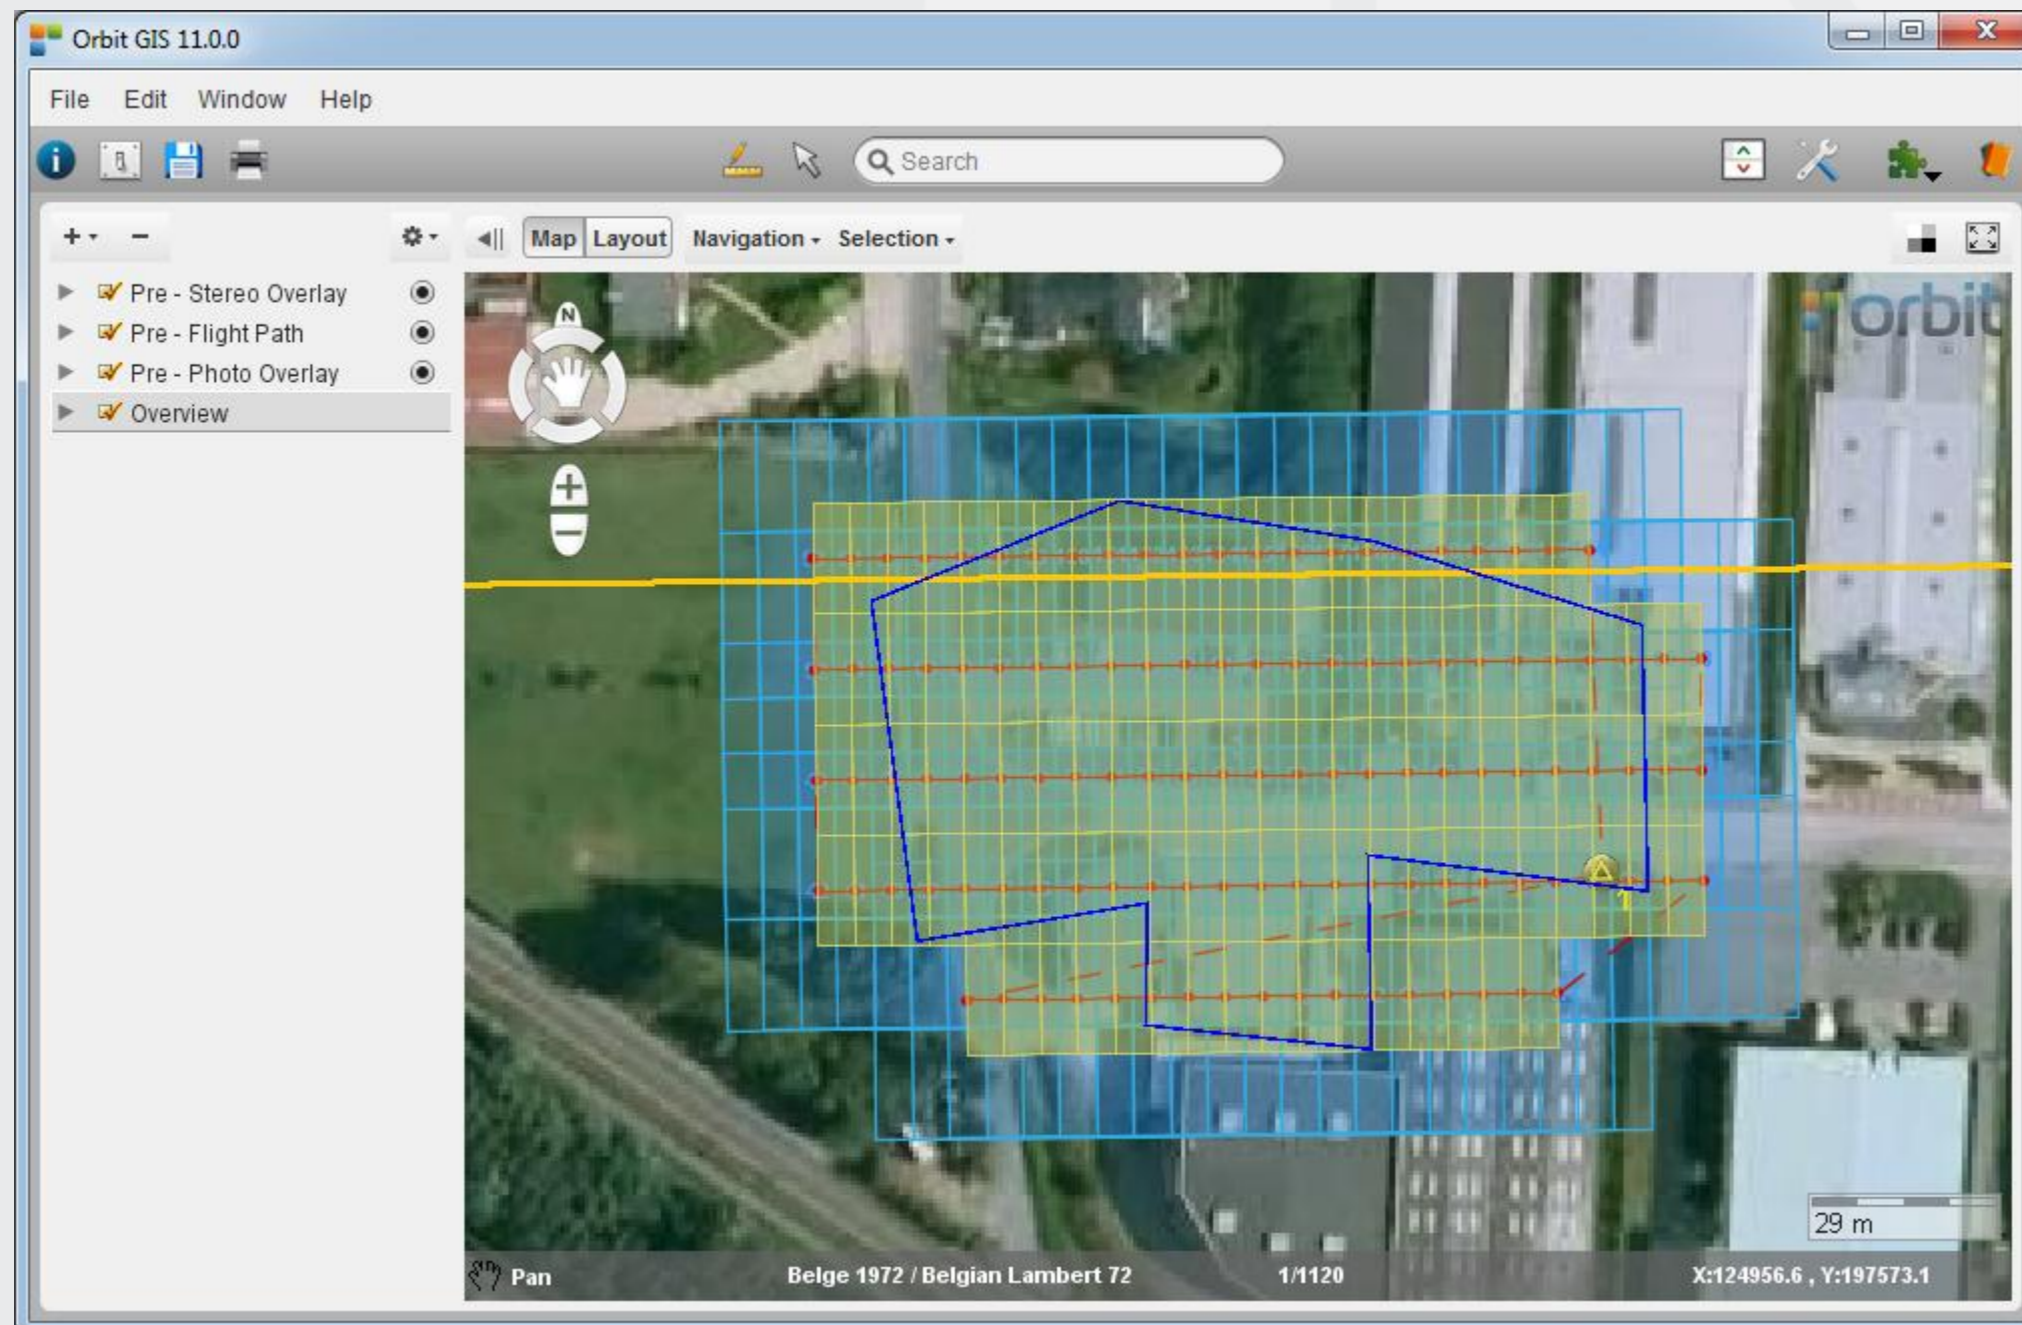 Orbit GIS 11.0.0
File Edit Window Help
Search
Map Layout Navigation Selection
Pre - Stereo Overlay
Pre - Flight Path
Pre - Photo Overlay
Overview
N
orbit
29 m
Pan Belge 1972 / Belgian Lambert 72 1/1120 X:124956.6 , Y:197573.1